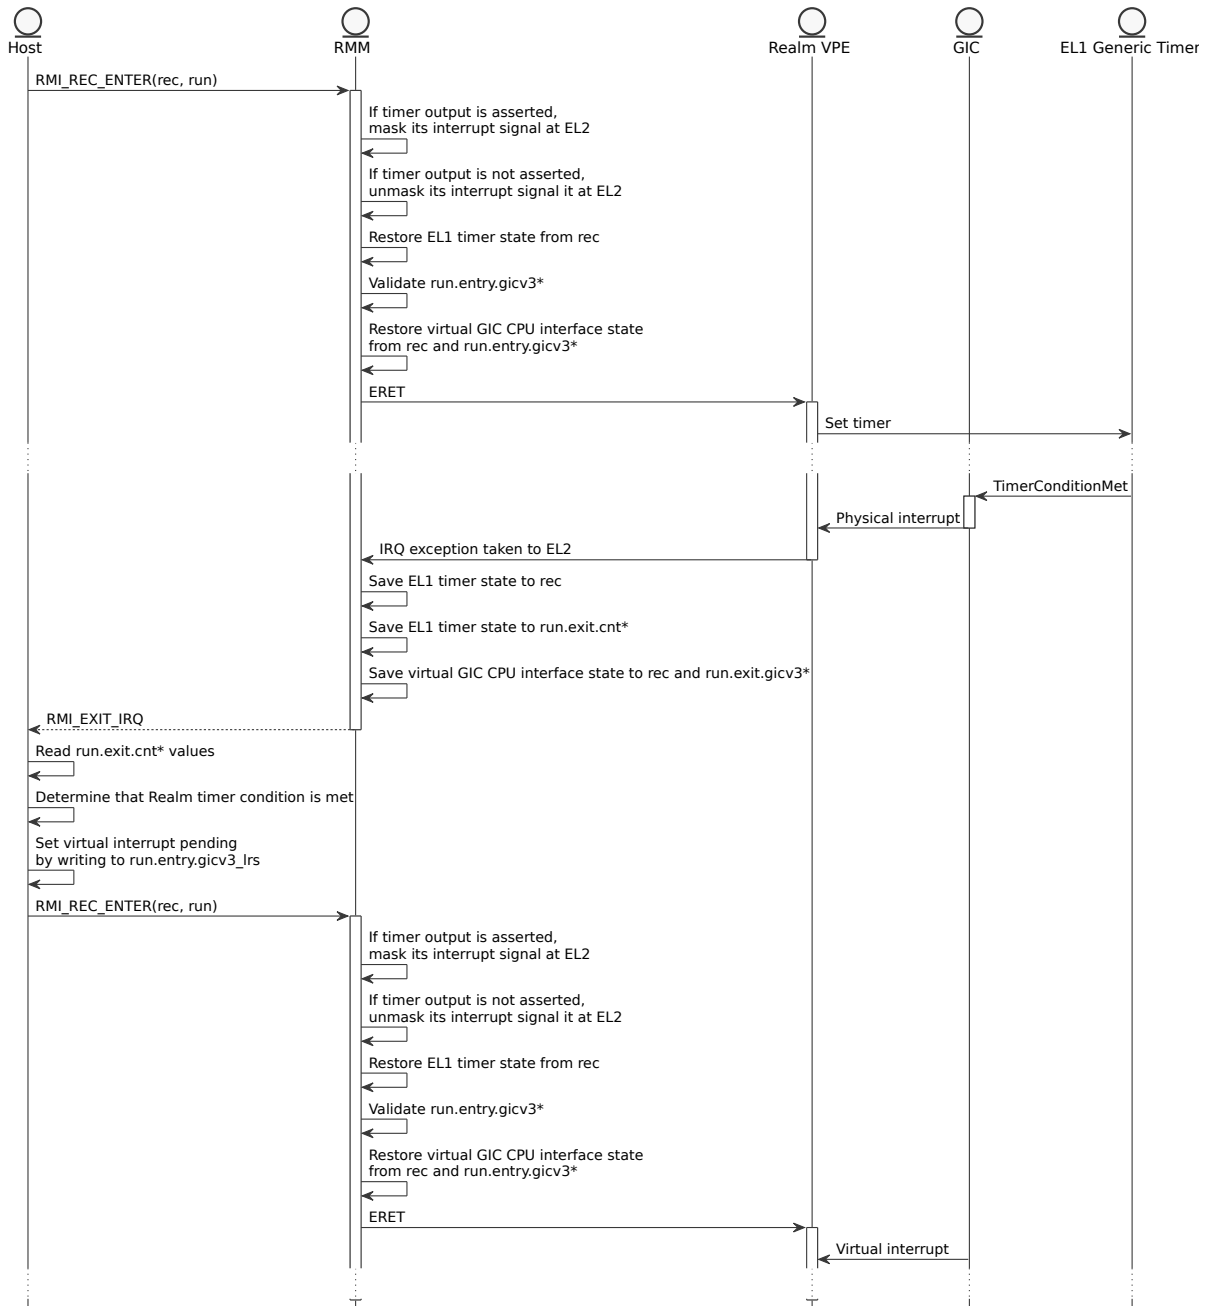 Host
RMM
Realm VPE
GIC
EL1 Generic Timer
RMI_REC_ENTER(rec, run)
If timer output is asserted,
mask its interrupt signal at EL2
If timer output is not asserted,
unmask its interrupt signal it at EL2
Restore EL1 timer state from rec
Validate run.entry.gicv3*
Restore virtual GIC CPU interface state
from rec and run.entry.gicv3*
ERET
Set timer
TimerConditionMet
Physical interrupt
IRQ exception taken to EL2
Save EL1 timer state to rec
Save EL1 timer state to run.exit.cnt*
Save virtual GIC CPU interface state to rec and run.exit.gicv3*
RMI_EXIT_IRQ
Read run.exit.cnt* values
Determine that Realm timer condition is met
Set virtual interrupt pending
by writing to run.entry.gicv3_lrs
RMI_REC_ENTER(rec, run)
If timer output is asserted,
mask its interrupt signal at EL2
If timer output is not asserted,
unmask its interrupt signal it at EL2
Restore EL1 timer state from rec
Validate run.entry.gicv3*
Restore virtual GIC CPU interface state
from rec and run.entry.gicv3*
ERET
Virtual interrupt